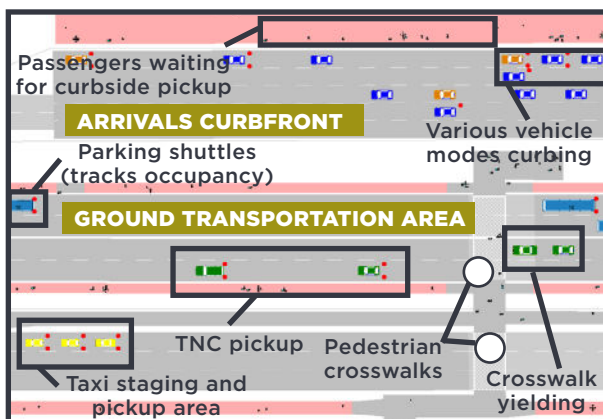 Passengers waiting
for curbside pickup
ARRIVALS CURBFRONT
Various vehicle
modes curbing
Parking shuttles
(tracks occupancy)
GROUND TRANSPORTATION AREA
TNC pickup
Pedestrian
crosswalks
Crosswalk
yielding
Taxi staging and
pickup area